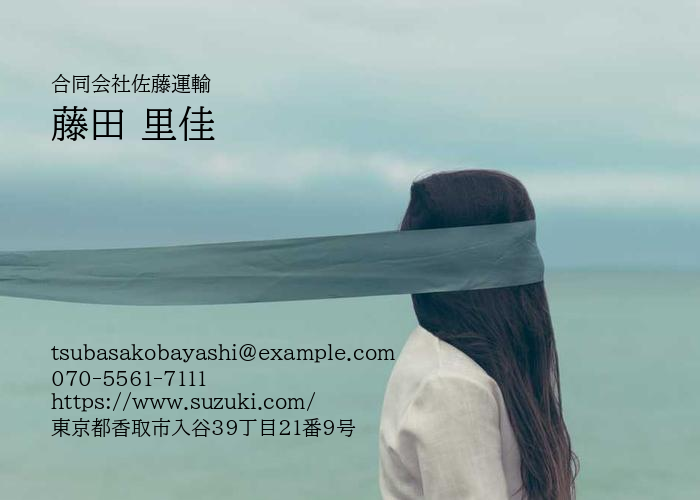 合同会社佐藤運輸
藤田 里佳
tsubasakobayashi@example.com
070-5561-7111
https://www.suzuki.com/
東京都香取市入谷39丁目21番9号